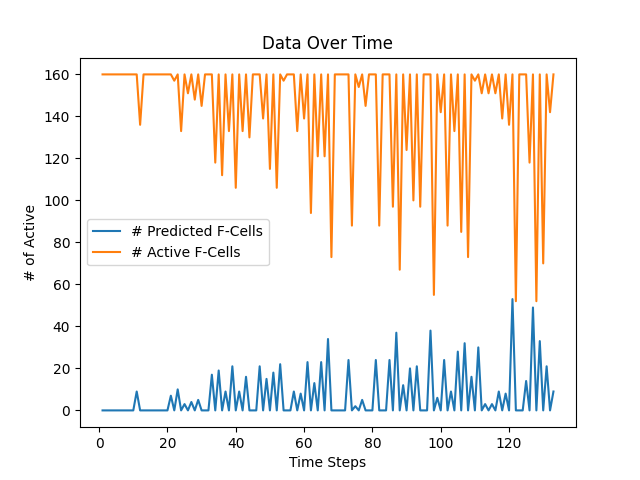 Data Over Time
160
140
120
100
80
60
40
20
0
# of Active
# Predicted F-Cells
# Active F-Cells
0 20 40 60 80 100 120
Time Steps